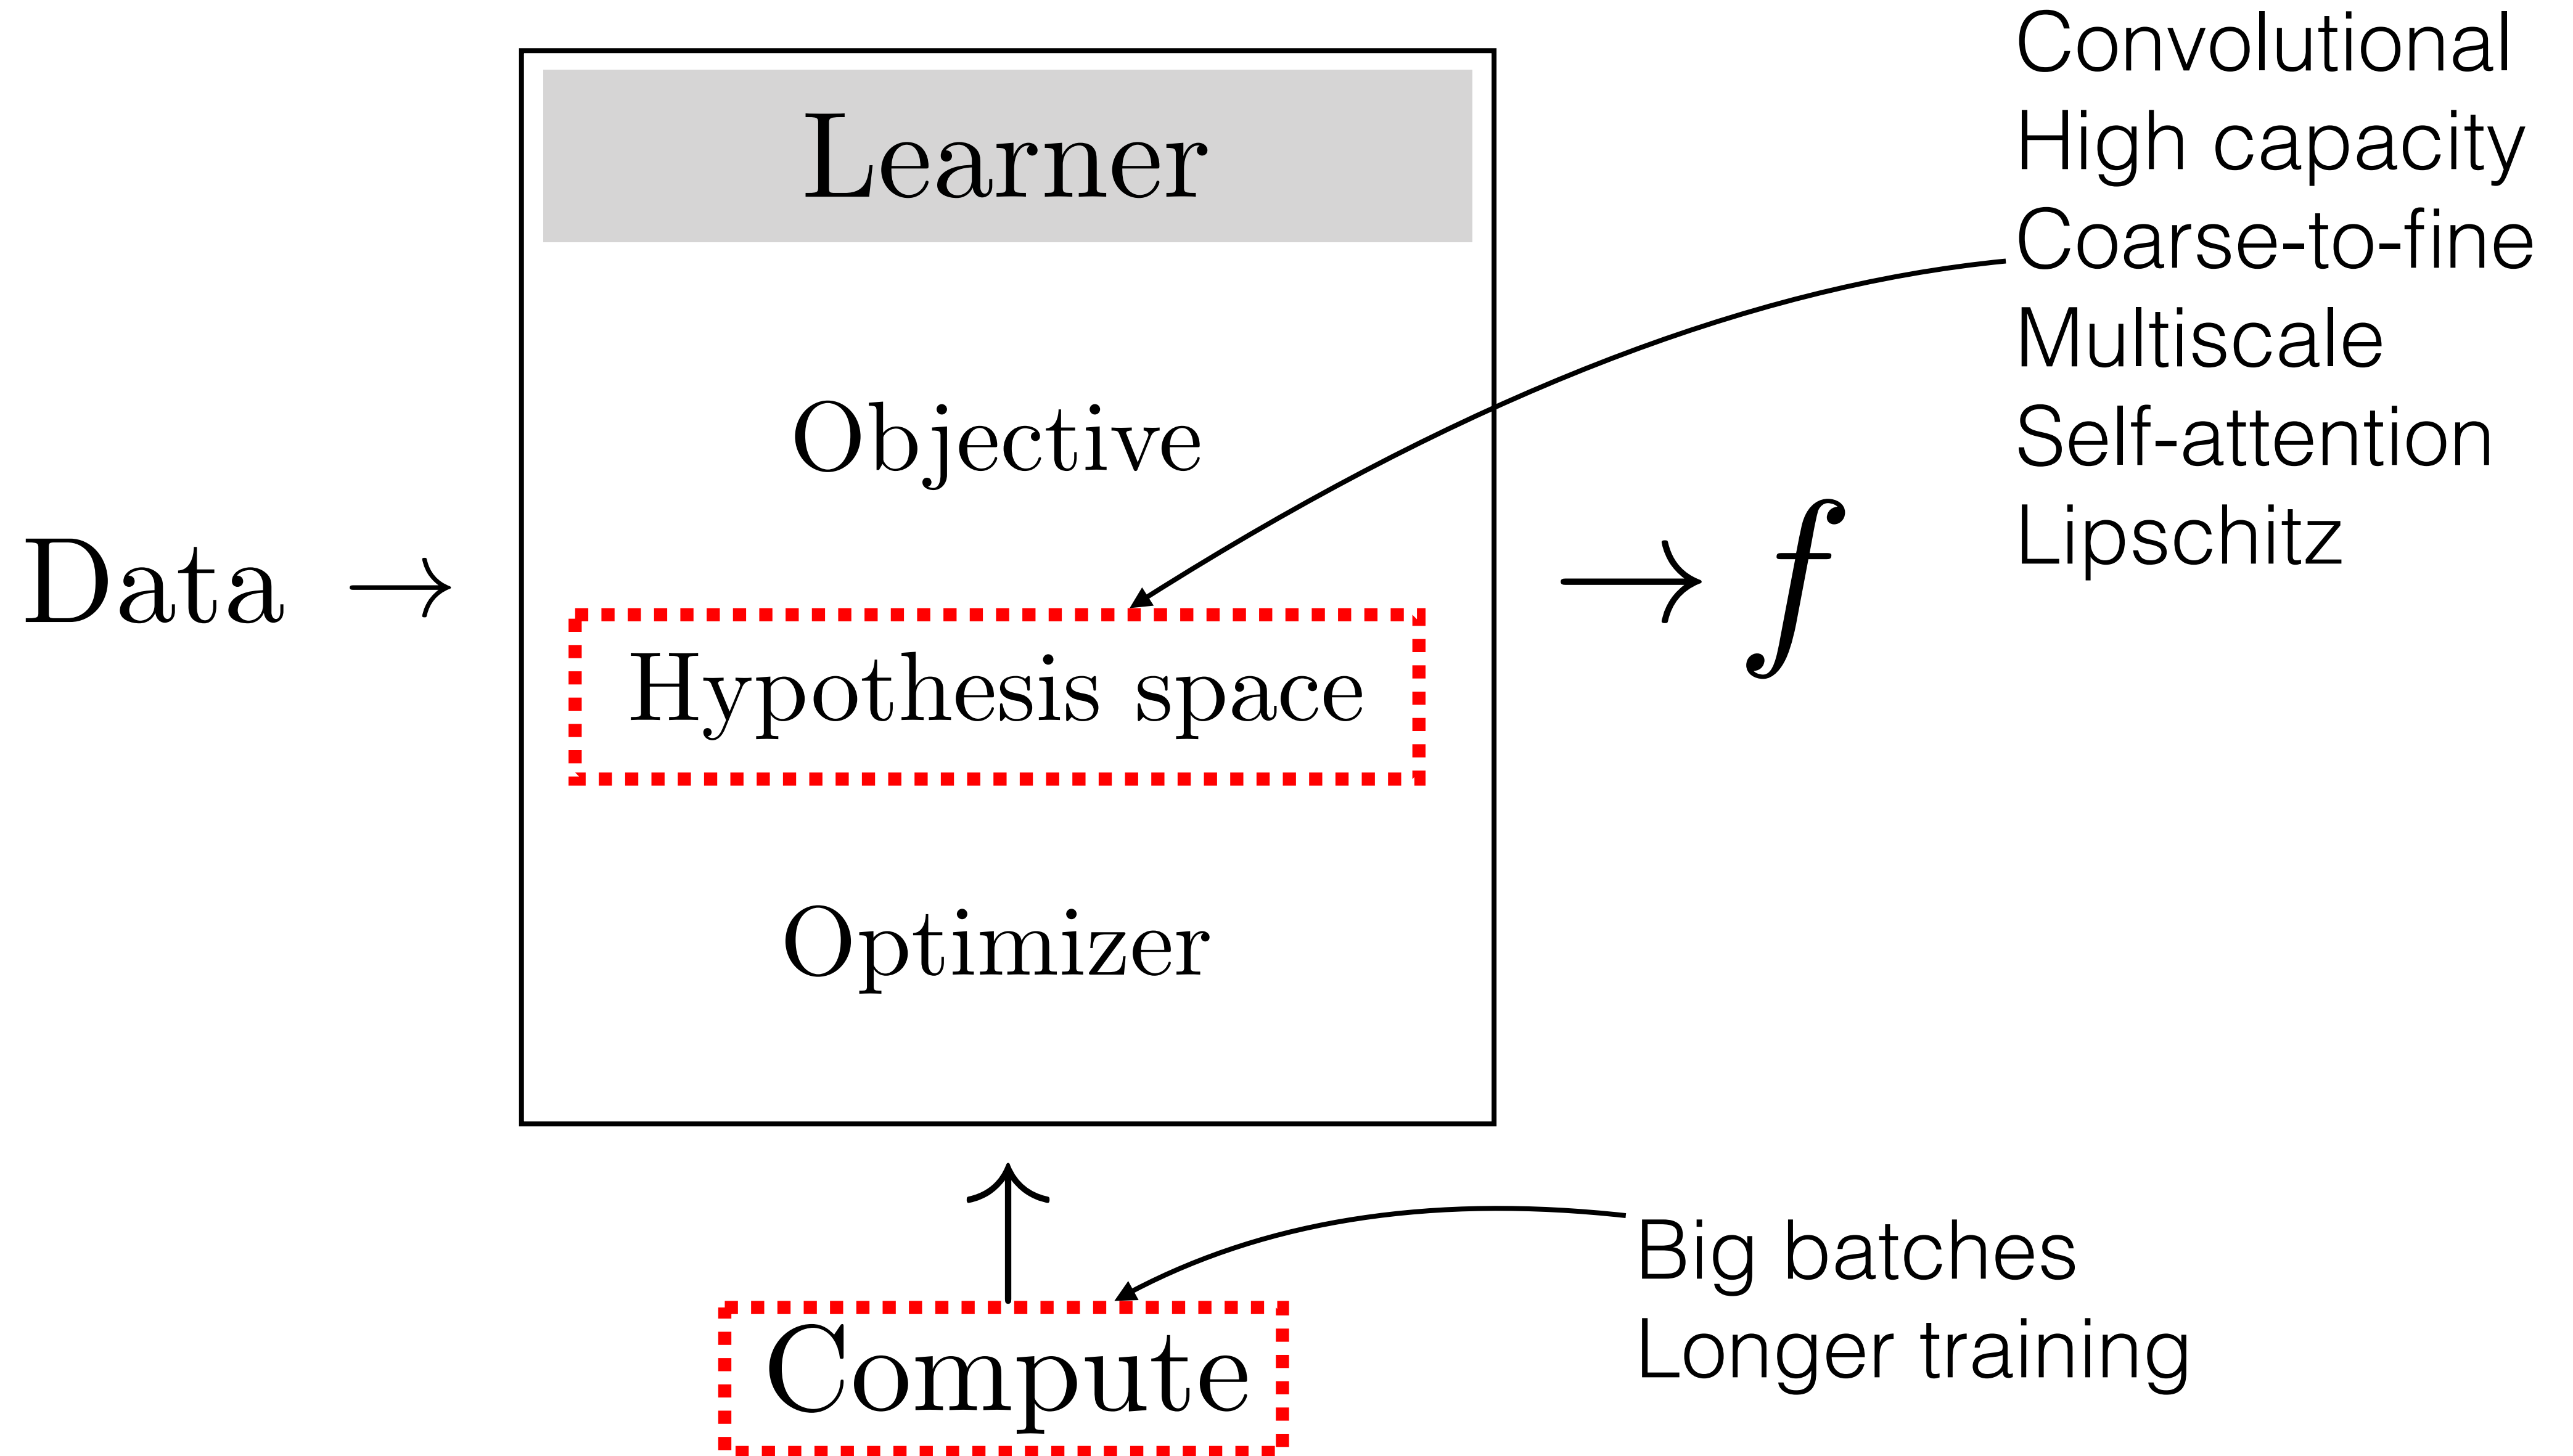 Learner
Objective
Hypothesis space
Optimizer
Data →
→ f
Convolutional
High capacity
Coarse-to-fine
Multiscale
Self-attention
Lipschitz
Compute
Big batches
Longer training